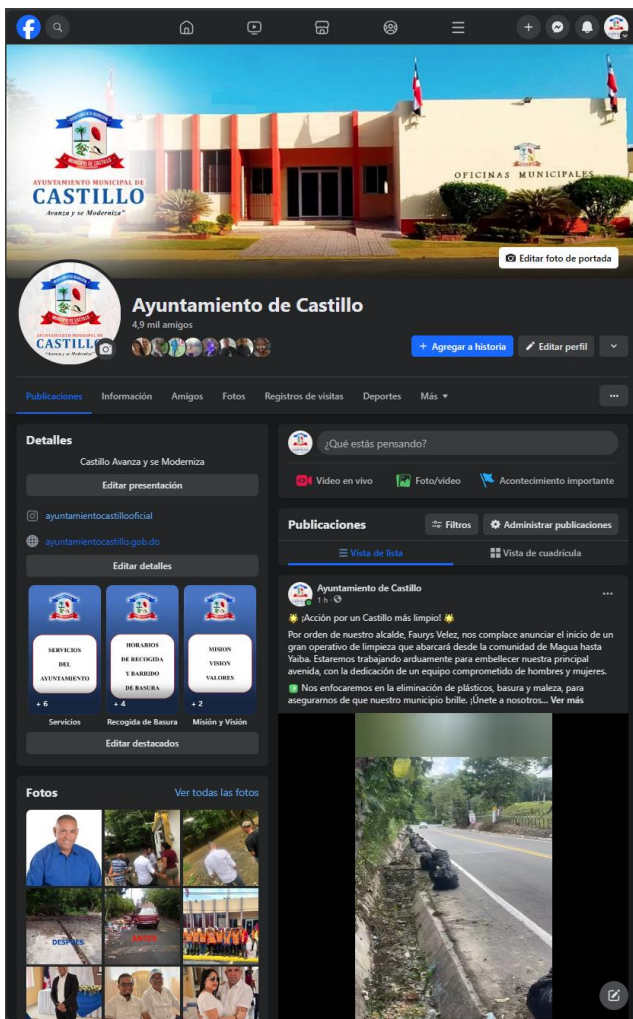 AYUNTAMIENTO MUNICIPAL DE
CASTILLO
Avanza y se Moderniza"
OFICINAS MUNICIPALES
Editar foto de portada
CASTILLO
Ayuntamiento de Castillo
4,9 mil amigos
+ Agregar a historia
Editar perfil
Publicaciones
Información
Amigos
Fotos
Registros de visitas
Deportes
Más
Detalles
Castillo Avanza y se Moderniza
Editar presentación
ayuntamientocastillooficial
ayuntamientocastillo.gob.do
Editar detalles
SERVICIOS
DEL
AYUNTAMIENTO
+ 6
Servicios
HORARIOS
DE RECOGIDA
Y BARRIDO
DE BASURA
+ 4
Recogida de Basura
MISION
VISION
VALORES
+ 2
Misión y Visión
Editar destacados
Fotos
Ver todas las fotos
DESPUES
ANTES
¿Qué estás pensando?
Video en vivo
Foto/video
Acontecimiento importante
Publicaciones
Filtros
Administrar publicaciones
Vista de lista
Vista de cuadrícula
Ayuntamiento de Castillo
1 h ·
🌟 ¡Acción por un Castillo más limpio! 🌟
Por orden de nuestro alcalde, Faurys Velez, nos complace anunciar el inicio de un
gran operativo de limpieza que abarcará desde la comunidad de Magua hasta
Yaiba. Estaremos trabajando arduamente para embellecer nuestra principal
avenida, con la dedicación de un equipo comprometido de hombres y mujeres.
Nos enfocaremos en la eliminación de plásticos, basura y maleza, para
asegurarnos de que nuestro municipio brille. ¡Únete a nosotros... Ver más